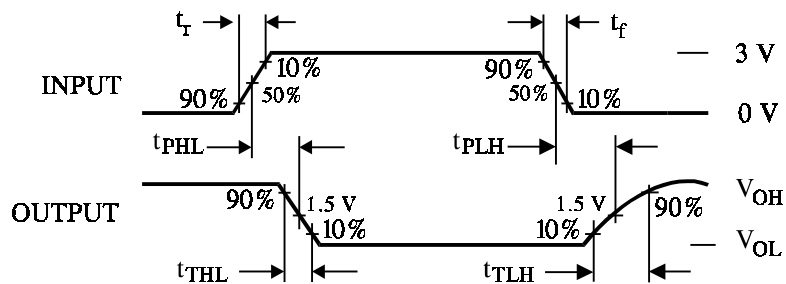 tr
tf
10%
90%
3 V
INPUT
90%
50%
50%
10%
0 V
tPHL
tPLH
90%
1.5 V
1.5 V
90%
VOH
OUTPUT
10%
10%
VOL
tTHL
tTLH